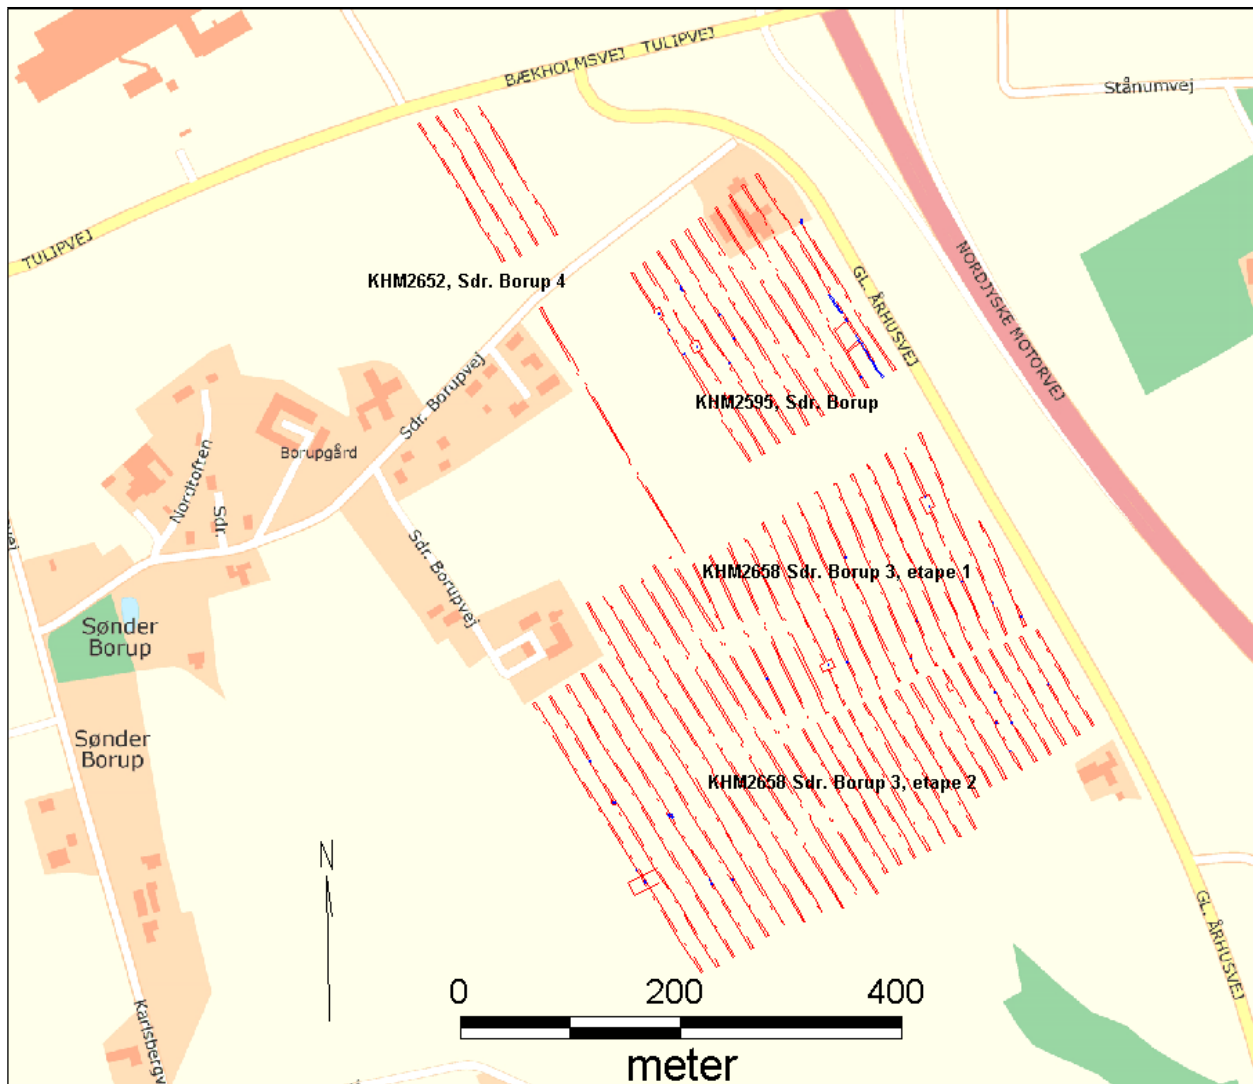 BÆKHOLMSVEJ TULIPVEJ
Stånumvej
TULIPVEJ
KHM2652, Sdr. Borup 4
NORDJYSKE MOTORVEJ
GL. ÅRHUSVEJ
Sdr. Borupvej
KHM2595, Sdr. Borup
Borupgård
Nordtoften
Sdr.
Sdr. Borupvej
KHM2658 Sdr. Borup 3, etape 1
Sønder
Borup
Sønder
Borup
KHM2658 Sdr. Borup 3, etape 2
N
GL. ÅRHUSVEJ
0 200 400
meter